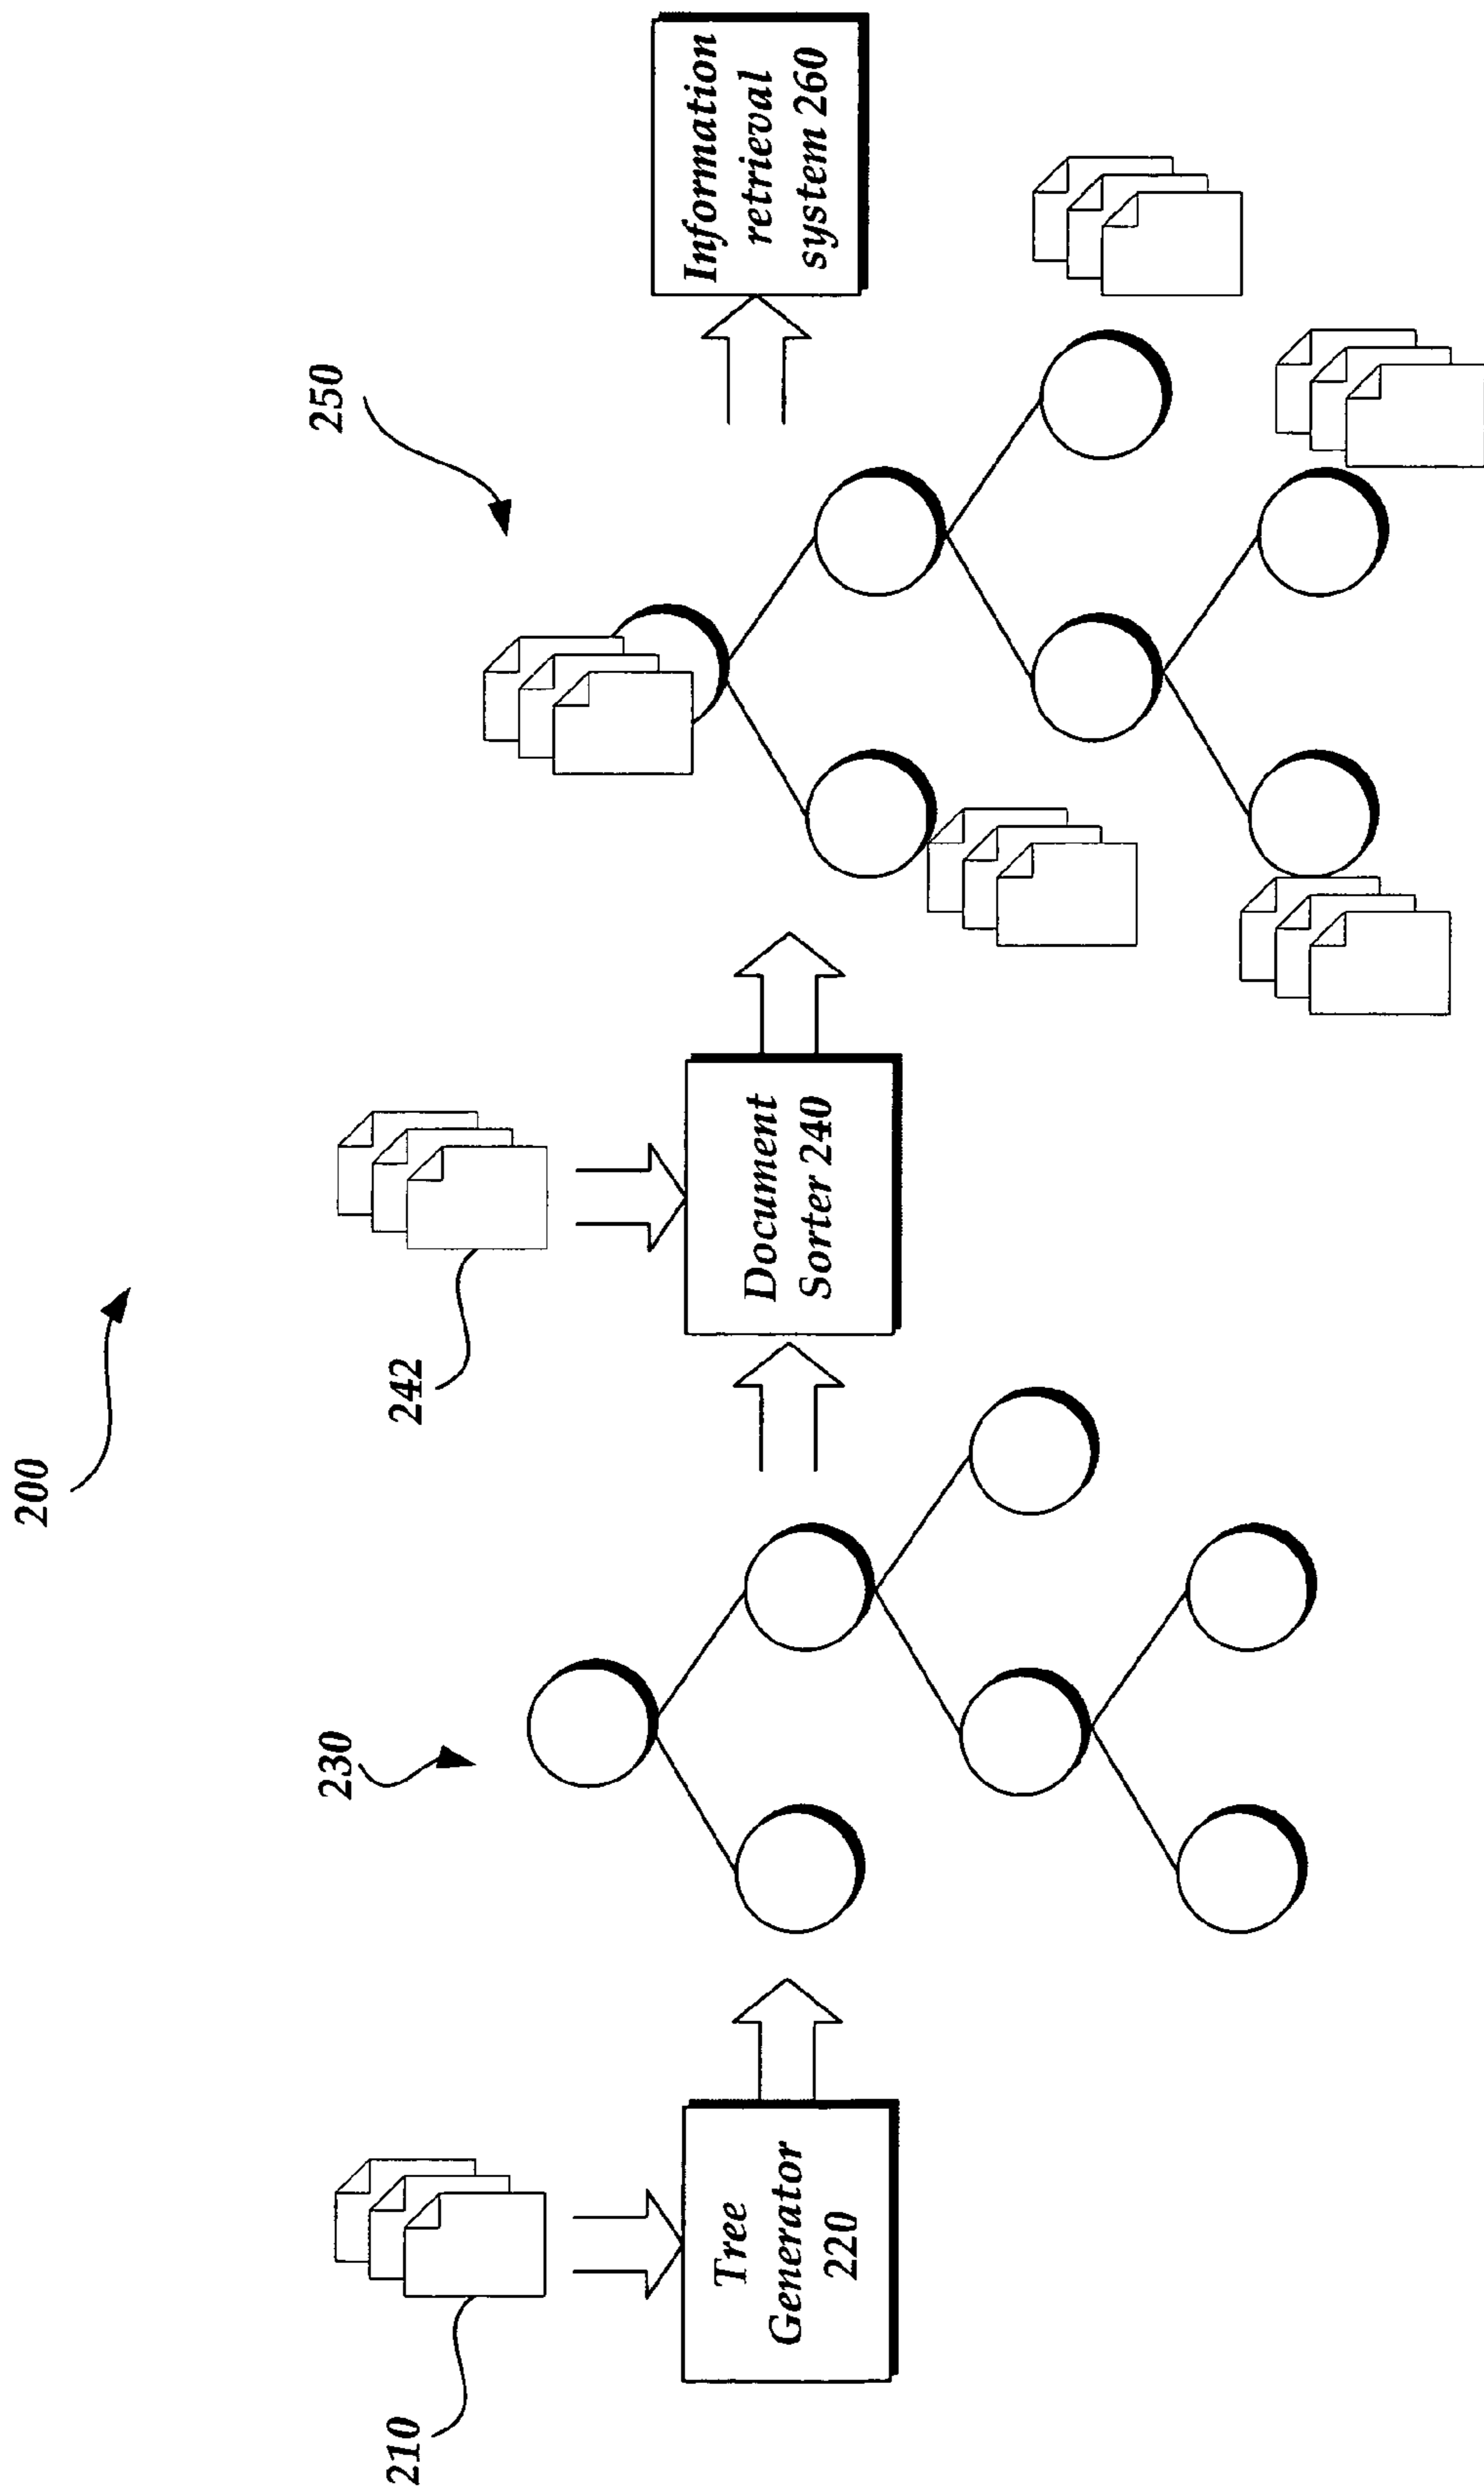 200
210
Tree
Generator
220
230
242
Document
Sorter 240
250
Information
retrieval
system 260